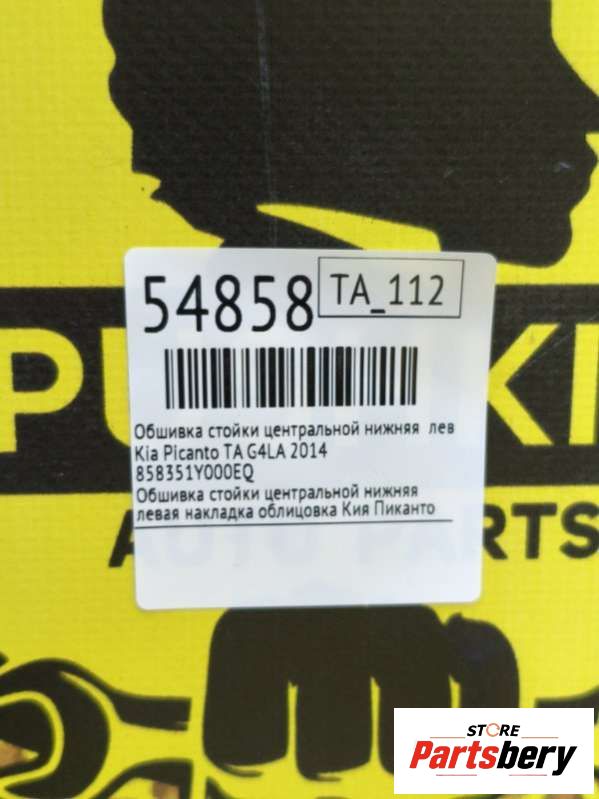 54858
TA_112
Обшивка стойки центральной нижняя лев
Kia Picanto TA G4LA 2014
858351Y000EQ
Обшивка стойки центральной нижняя
левая накладка облицовка Кия Пиканто
STORE
Partsbery